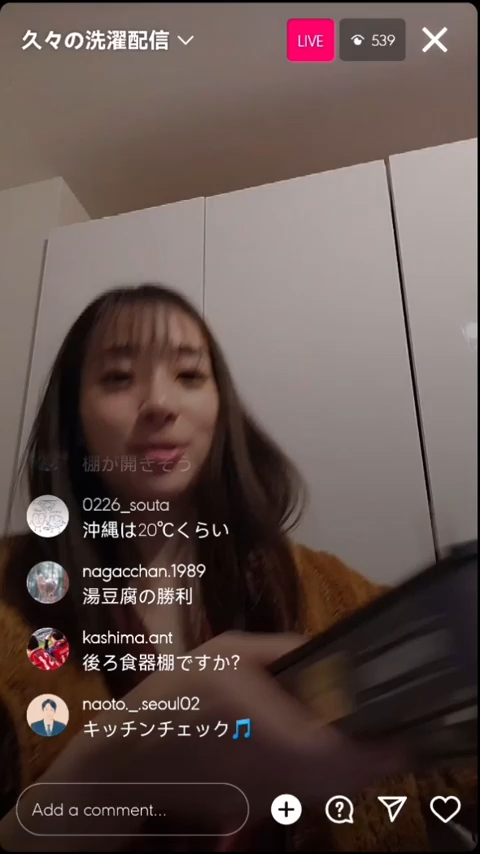 久々の洗濯配信
LIVE
539
棚が開きそう
0226_souta
沖縄は20℃くらい
nagacchan.1989
湯豆腐の勝利
kashima.ant
後ろ食器棚ですか?
naoto._.seoul02
キッチンチェック🎵
Add a comment...